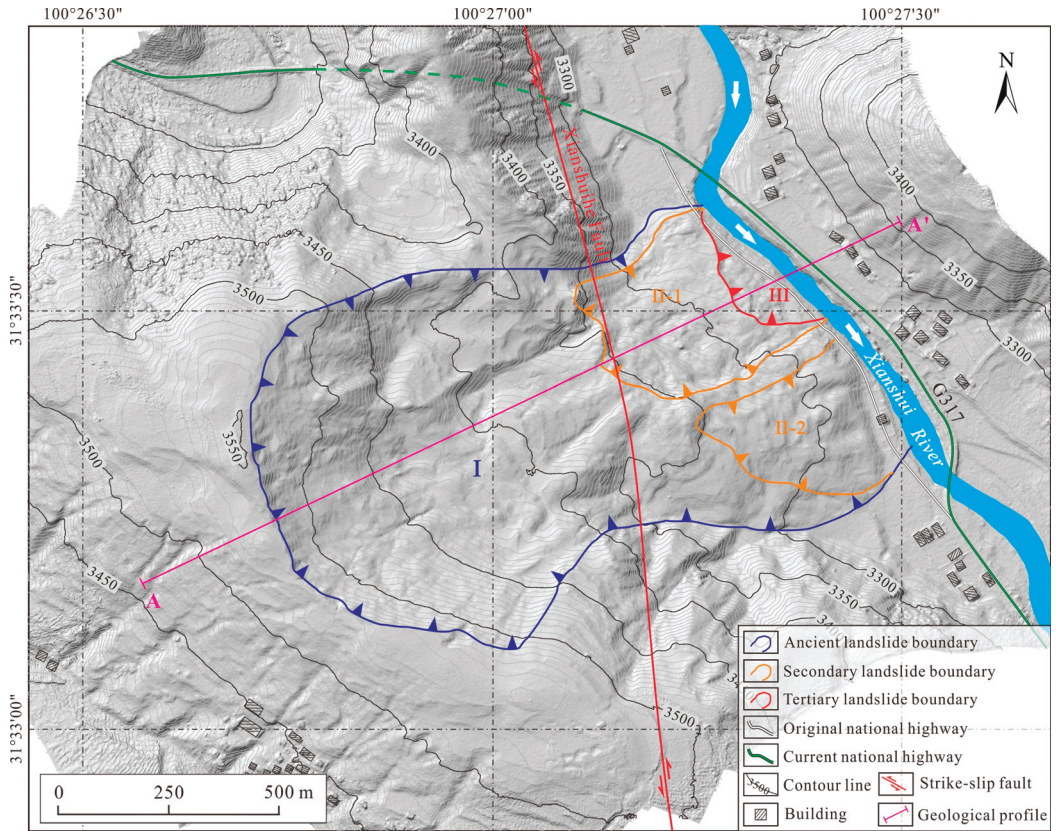 100°26'30"
100°27'00"
100°27'30"
N
3300
3400
3400
3350
3400
Xianshuihe Fault
3450
A'
3350
3500
II-1
III
31°33'30"
3300
G317
Xianshui River
3550
II-2
3500
I
3450
A
3300
3350
3500
31°33'00"
0 250 500 m
Ancient landslide boundary
Secondary landslide boundary
Tertiary landslide boundary
Original national highway
Current national highway
3500
Contour line
Strike-slip fault
Building
Geological profile